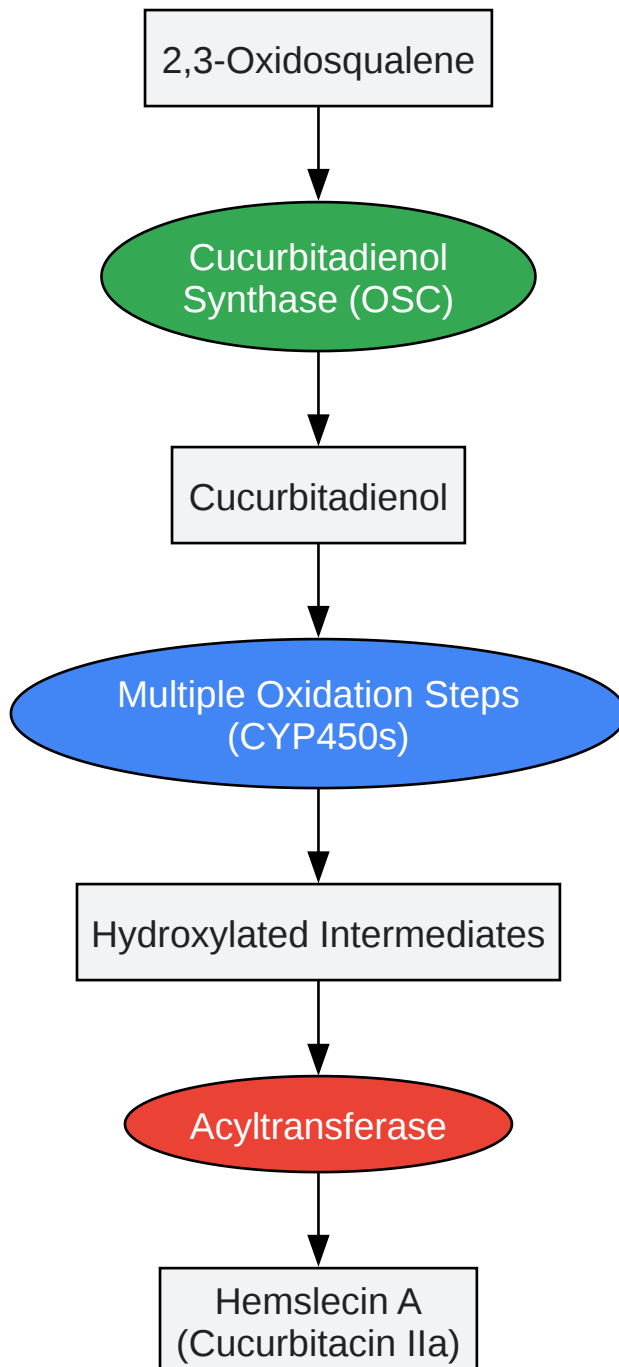 2,3-Oxidosqualene
Cucurbitadienol
Synthase (OSC)
Cucurbitadienol
Multiple Oxidation Steps
(CYP450s)
Hydroxylated Intermediates
Acyltransferase
Hemslecin A
(Cucurbitacin IIa)